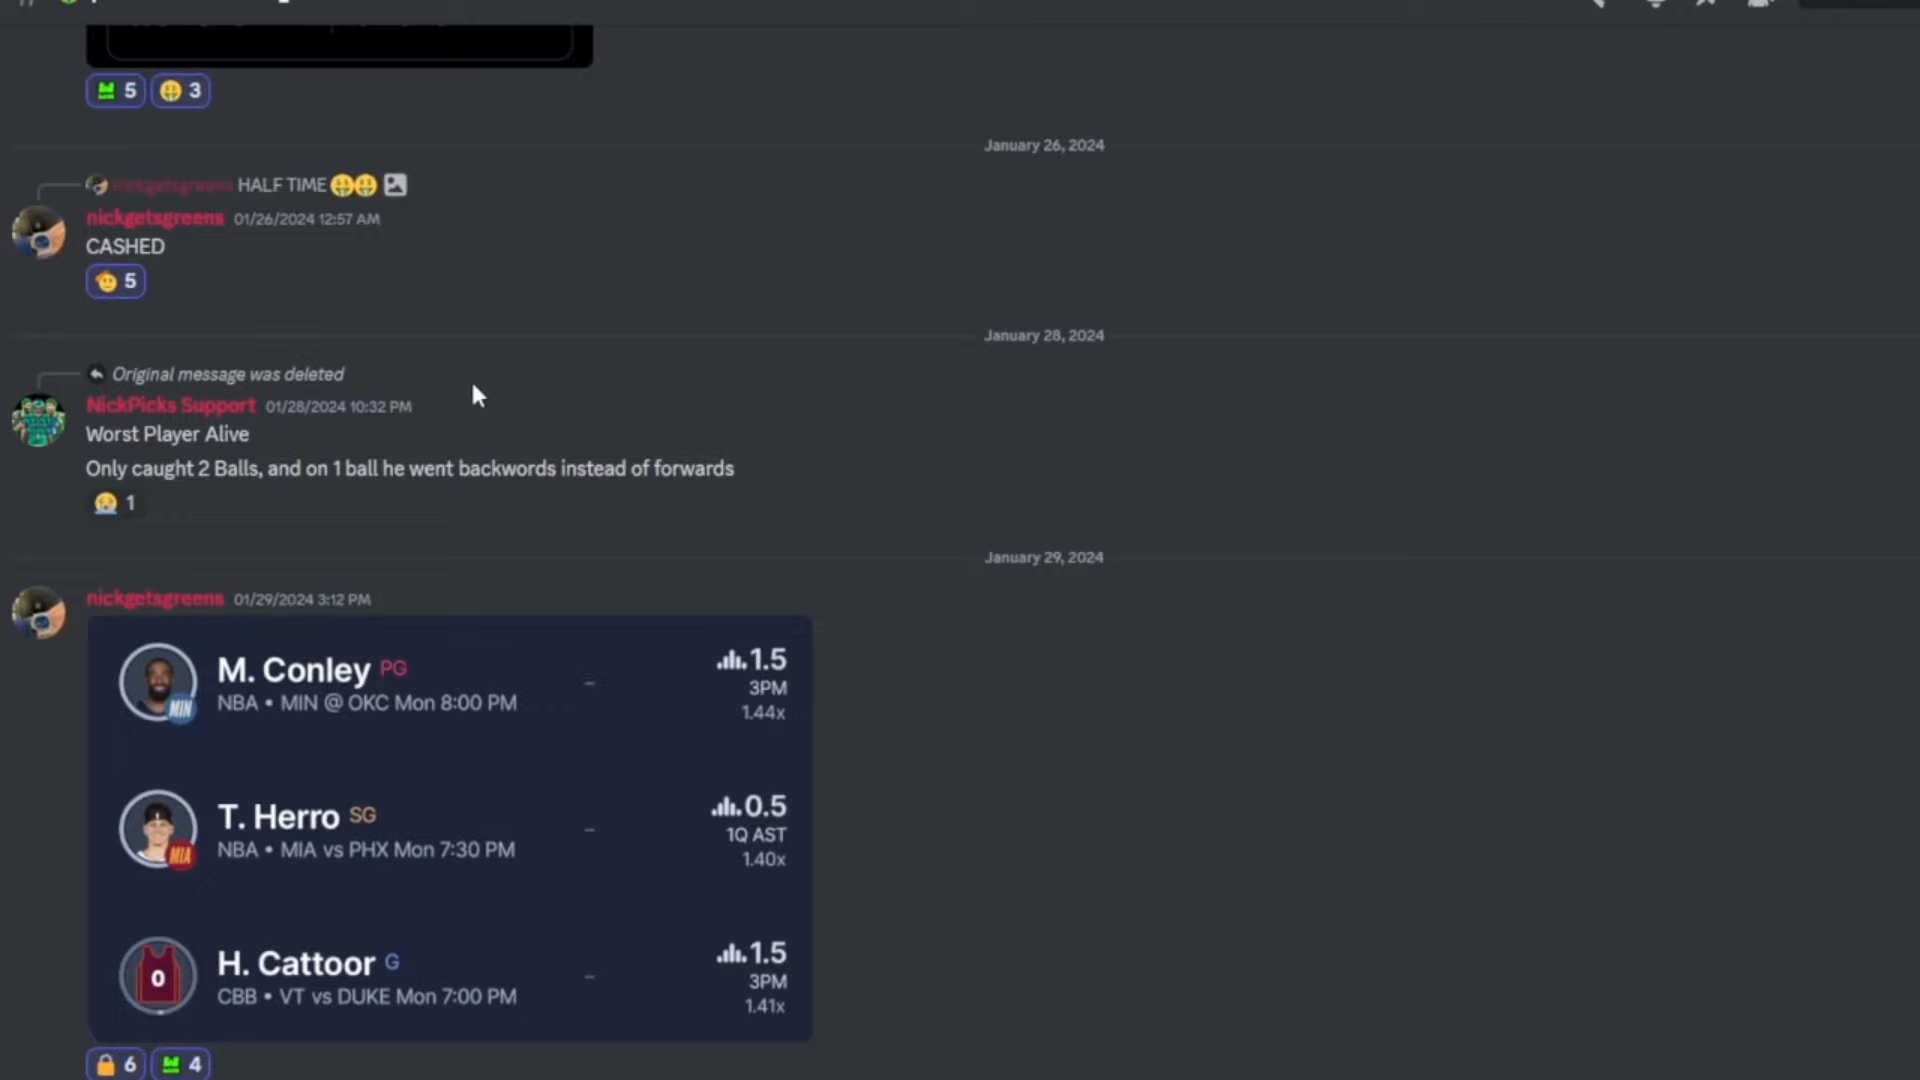 5 3
January 26, 2024
nickgetsgreens HALF TIME
nickgetsgreens 01/26/2024 12:57 AM
CASHED
5
January 28, 2024
Original message was deleted
NickPicks Support 01/28/2024 10:32 PM
Worst Player Alive
Only caught 2 Balls, and on 1 ball he went backwords instead of forwards
1
January 29, 2024
nickgetsgreens 01/29/2024 3:12 PM
M. Conley PG
NBA • MIN @ OKC Mon 8:00 PM
MIN
-
1.5
3PM
1.44x
T. Herro SG
NBA • MIA vs PHX Mon 7:30 PM
MIA
-
0.5
1Q AST
1.40x
0
H. Cattoor G
CBB • VT vs DUKE Mon 7:00 PM
-
1.5
3PM
1.41x
6 4